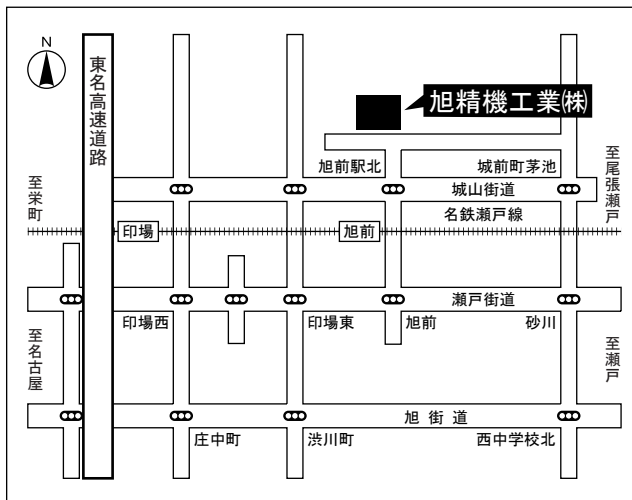 N
東名高速道路
旭精機工業㈱
旭前駅北
城前町茅池
至尾張瀬戸
至栄町
城山街道
名鉄瀬戸線
印場
旭前
瀬戸街道
印場西
印場東
旭前
砂川
至名古屋
至瀬戸
旭街道
庄中町
渋川町
西中学校北